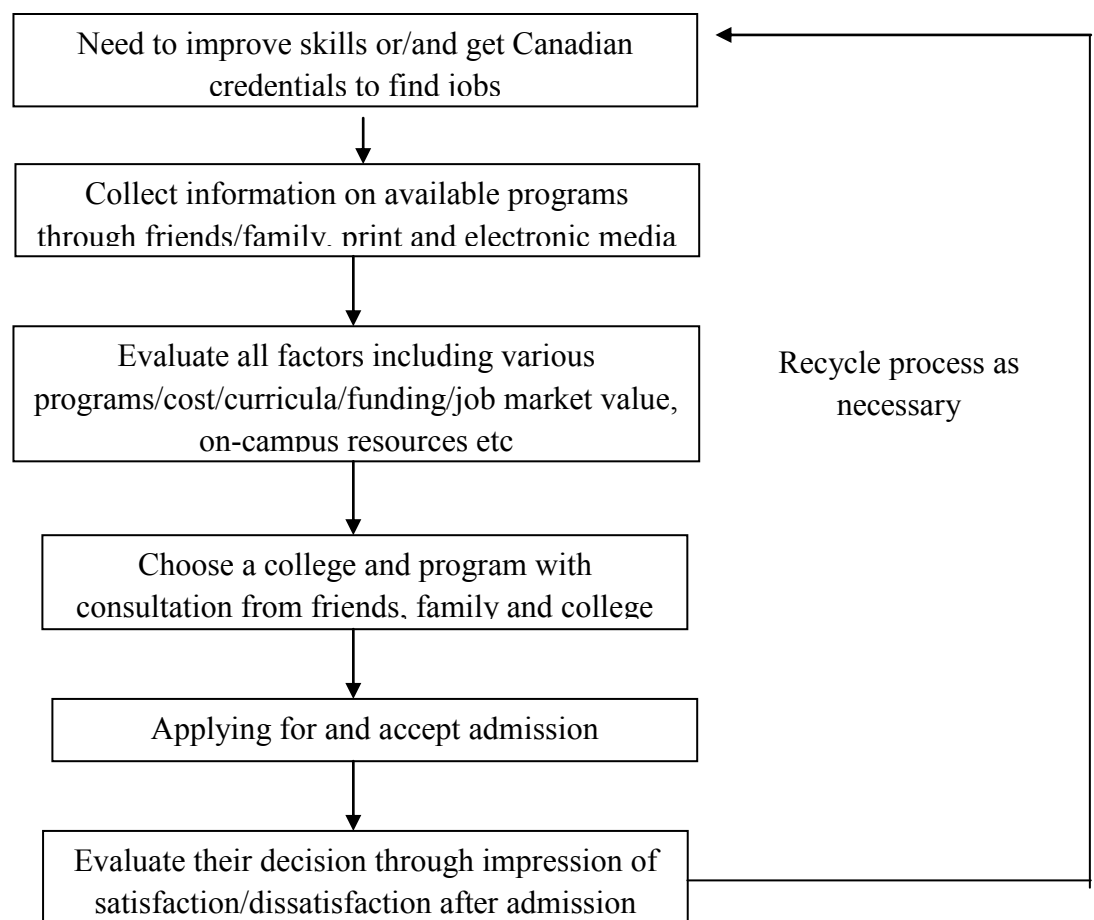 Need to improve skills or/and get Canadian
credentials to find jobs
Collect information on available programs
through friends/family, print and electronic media
Evaluate all factors including various
programs/cost/curricula/funding/job market value,
on-campus resources etc
Recycle process as
necessary
Choose a college and program with
consultation from friends, family and college
Applying for and accept admission
Evaluate their decision through impression of
satisfaction/dissatisfaction after admission